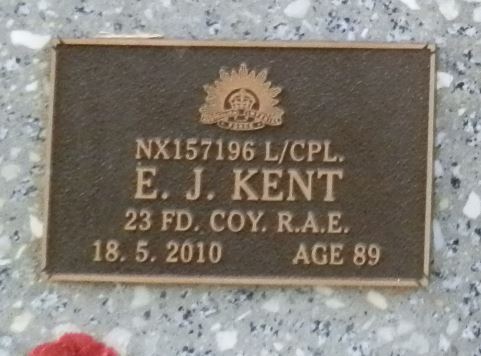 NX157196 L/CPL.
E. J. KENT
23 FD. COY. R.A.E.
18. 5. 2010 AGE 89